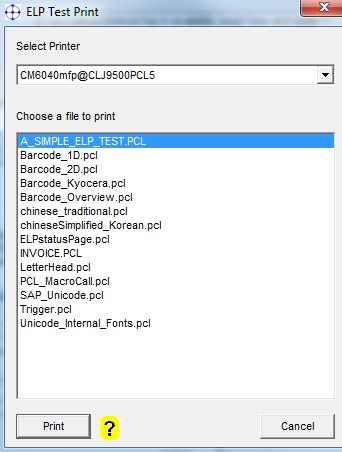 ELP Test Print
Select Printer
CM6040mfp@CLJ9500PCL5
Choose a file to print
A_SIMPLE_ELP_TEST.PCL
Barcode_1D.pcl
Barcode_2D.pcl
Barcode_Kyocera.pcl
Barcode_Overview.pcl
chinese_traditional.pcl
chineseSimplified_Korean.pcl
ELPstatusPage.pcl
INVOICE.PCL
LetterHead.pcl
PCL_MacroCall.pcl
SAP_Unicode.pcl
Trigger.pcl
Unicode_Internal_Fonts.pcl
Print ? Cancel